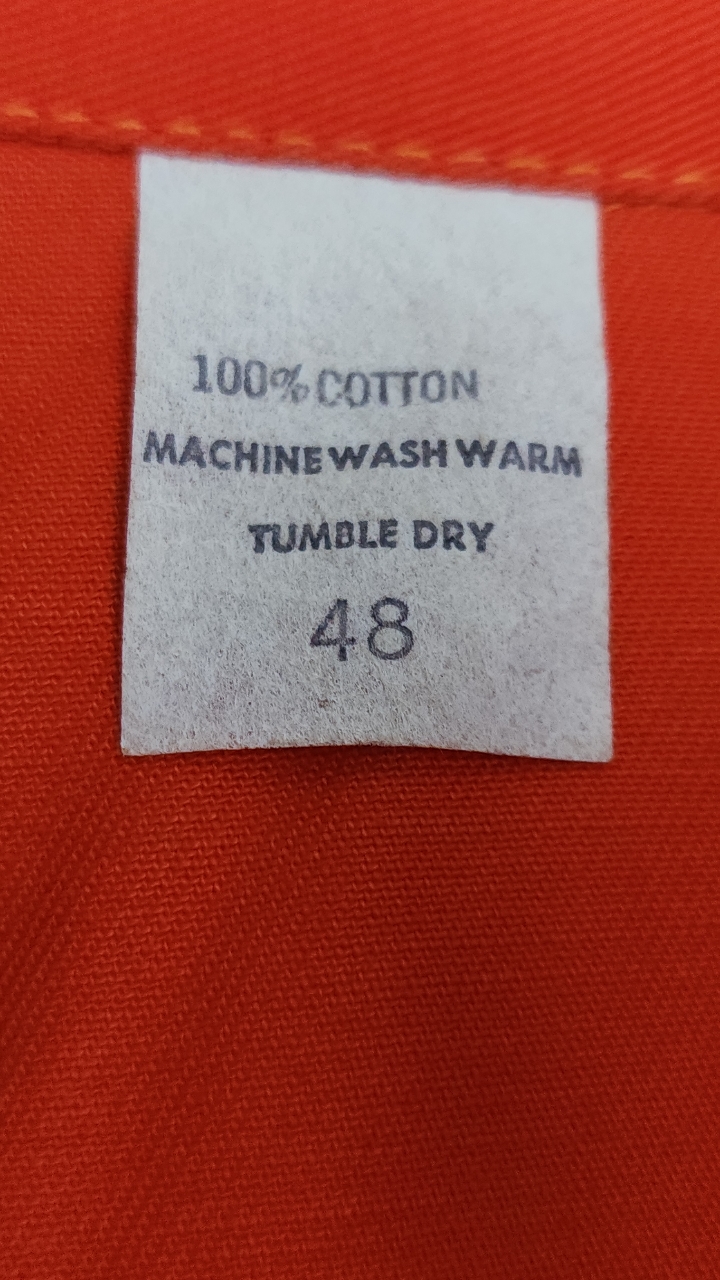 100% COTTON
MACHINE WASH WARM
TUMBLE DRY
48